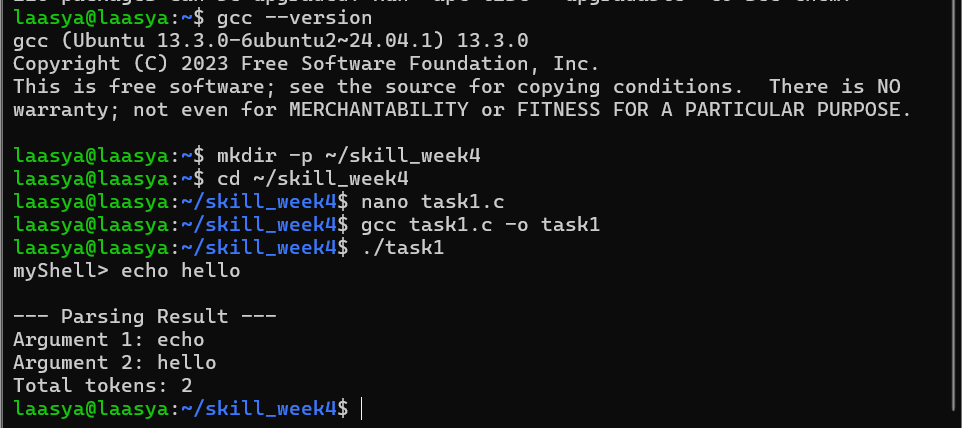 laasya@laasya:~$ gcc --version
gcc (Ubuntu 13.3.0-6ubuntu2~24.04.1) 13.3.0
Copyright (C) 2023 Free Software Foundation, Inc.
This is free software; see the source for copying conditions.  There is NO
warranty; not even for MERCHANTABILITY or FITNESS FOR A PARTICULAR PURPOSE.

laasya@laasya:~$ mkdir -p ~/skill_week4
laasya@laasya:~$ cd ~/skill_week4
laasya@laasya:~/skill_week4$ nano task1.c
laasya@laasya:~/skill_week4$ gcc task1.c -o task1
laasya@laasya:~/skill_week4$ ./task1
myShell> echo hello

--- Parsing Result ---
Argument 1: echo
Argument 2: hello
Total tokens: 2
laasya@laasya:~/skill_week4$